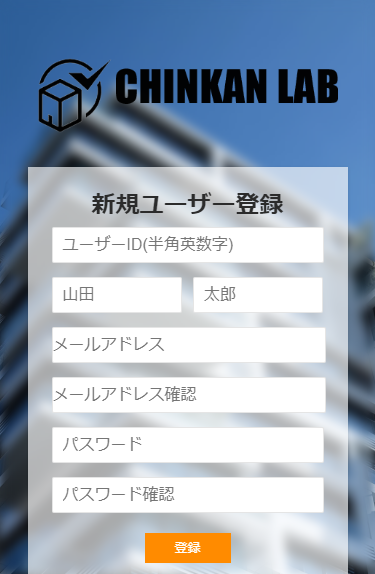 CHINKAN LAB
新規ユーザー登録
ユーザーID(半角英数字)
山田 太郎
メールアドレス
メールアドレス確認
パスワード
パスワード確認
登録